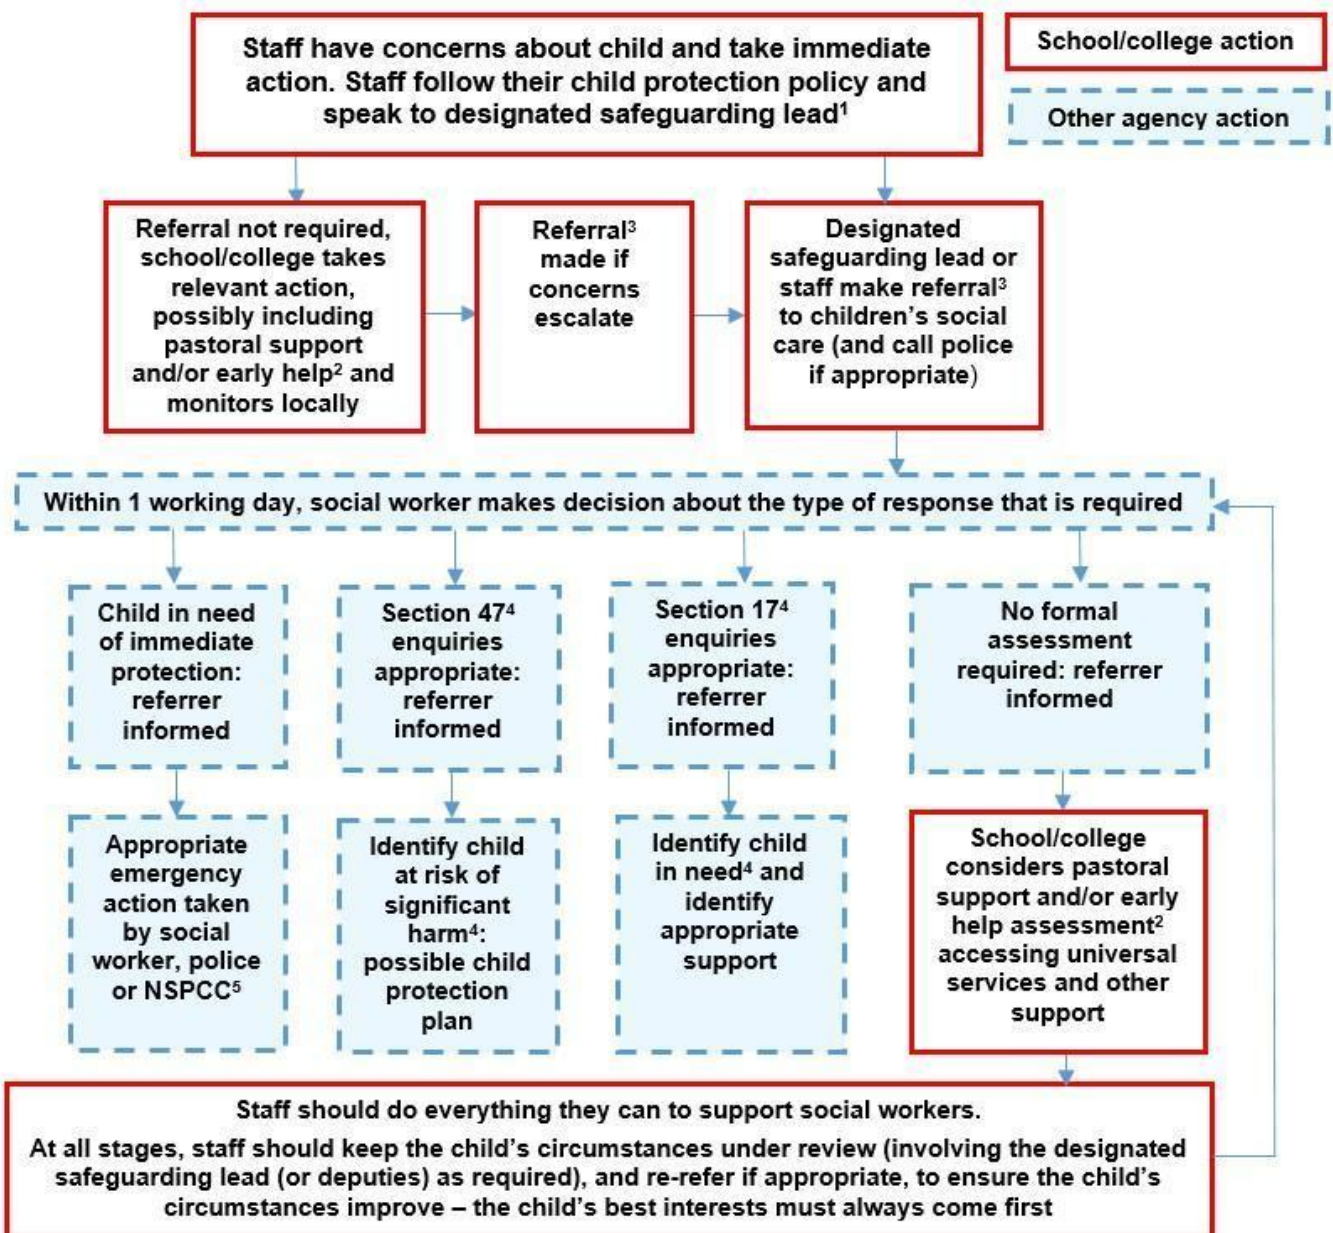 Staff have concerns about child and take immediate
action. Staff follow their child protection policy and
speak to designated safeguarding lead¹
School/college action
Other agency action
Referral not required,
school/college takes
relevant action,
possibly including
pastoral support
and/or early help² and
monitors locally
Referral³
made if
concerns
escalate
Designated
safeguarding lead or
staff make referral³
to children’s social
care (and call police
if appropriate)
Within 1 working day, social worker makes decision about the type of response that is required
Child in need
of immediate
protection:
referrer
informed
Section 47⁴
enquiries
appropriate:
referrer
informed
Section 17⁴
enquiries
appropriate:
referrer
informed
No formal
assessment
required: referrer
informed
Appropriate
emergency
action taken
by social
worker, police
or NSPCC⁵
Identify child
at risk of
significant
harm⁴:
possible child
protection
plan
Identify child
in need⁴ and
identify
appropriate
support
School/college
considers pastoral
support and/or early
help assessment²
accessing universal
services and other
support
Staff should do everything they can to support social workers.
At all stages, staff should keep the child’s circumstances under review (involving the designated
safeguarding lead (or deputies) as required), and re-refer if appropriate, to ensure the child’s
circumstances improve – the child’s best interests must always come first